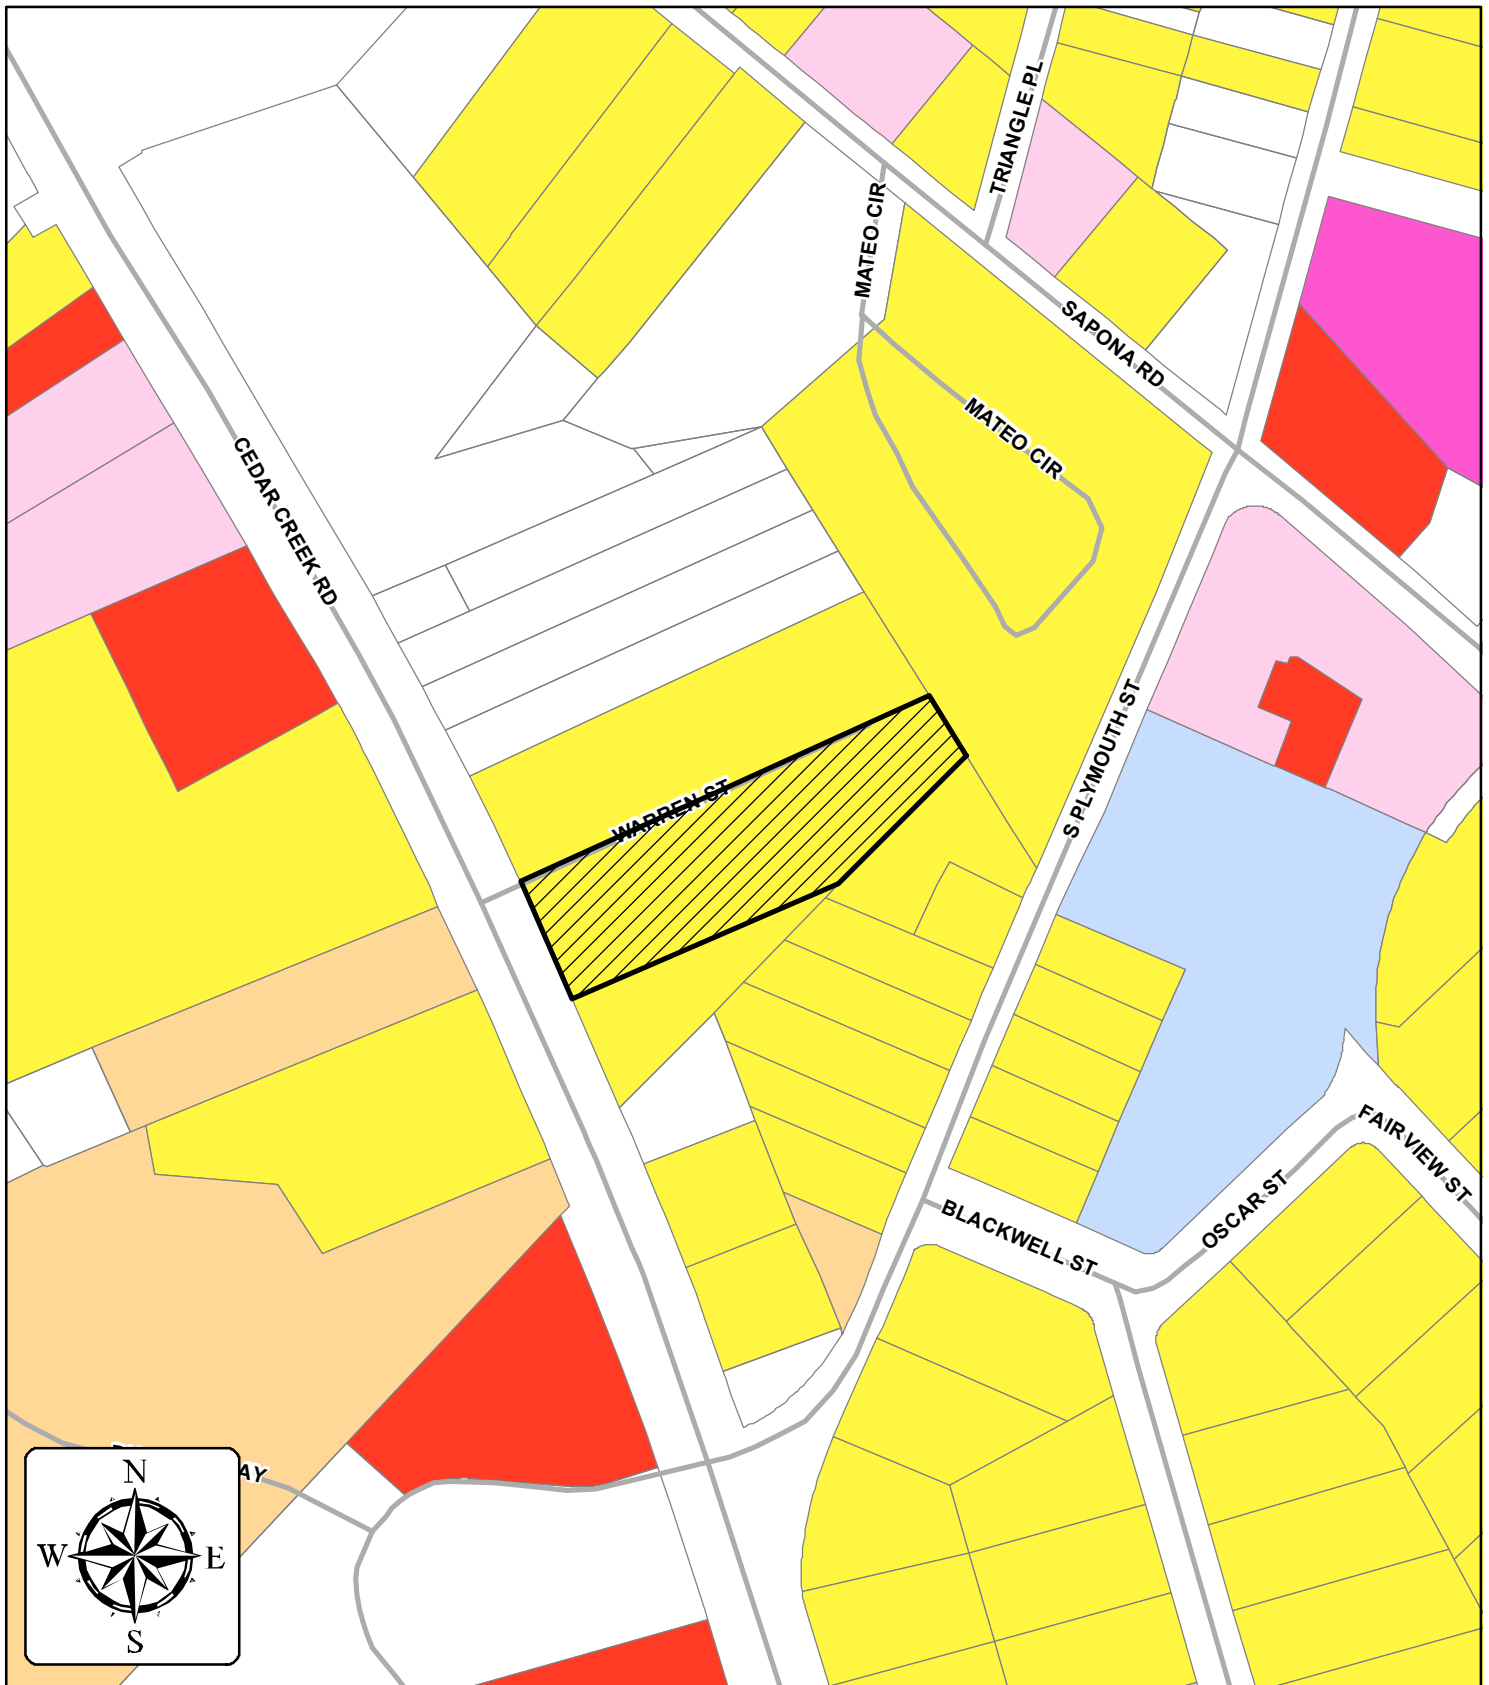 TRIANGLE PL
MATEO CIR
SAPONA RD
MATEO CIR
CEDAR CREEK RD
S PLYMOUTH ST
WARREN ST
FAIRVIEW ST
OSCAR ST
BLACKWELL ST
AY
N
W E
S